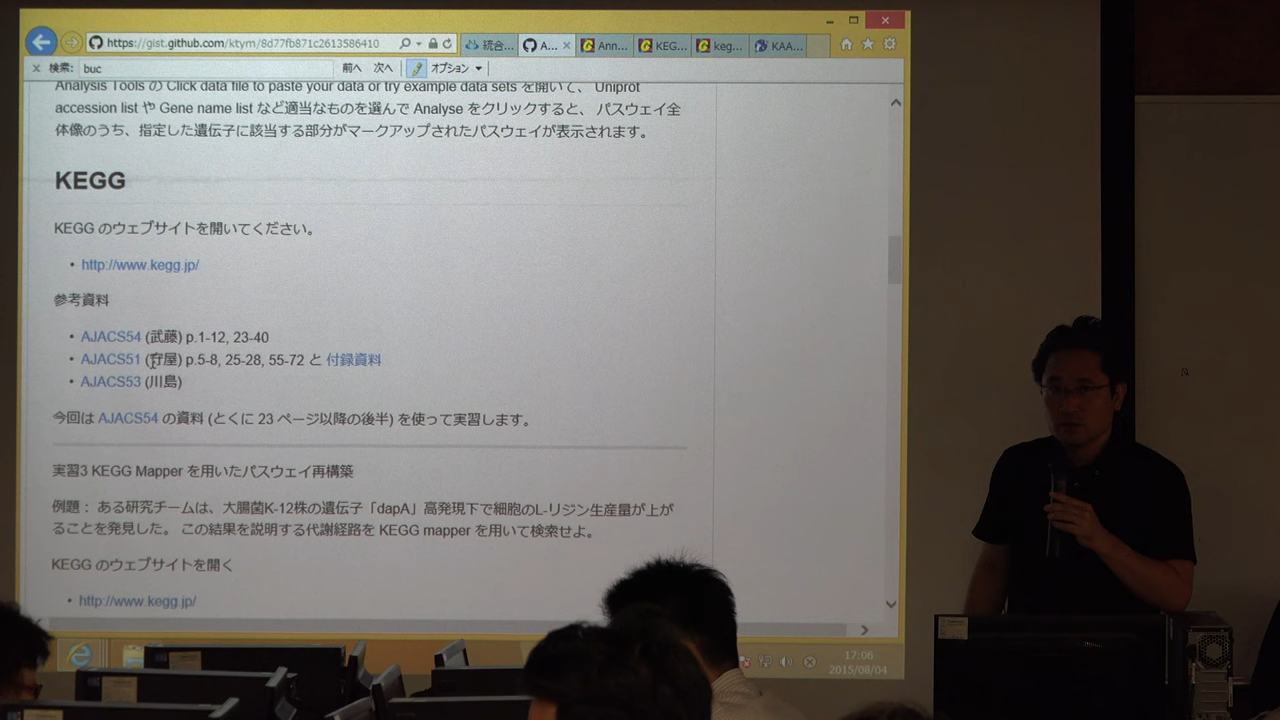 https://gist.github.com/ktym/8d77fb871c2613586410
統合...
A...
Ann...
KEG...
keg...
KAA...
× 検索: buc 前へ 次へ オプション ▼
Analysis Tools の Click data file to paste your data or try example data sets を開いて、 Uniprot
accession list や Gene name list など適当なものを選んで Analyse をクリックすると、 パスウェイ全
体像のうち、指定した遺伝子に該当する部分がマークアップされたパスウェイが表示されます。
KEGG
KEGG のウェブサイトを開いてください。
• http://www.kegg.jp/
参考資料
• AJACS54 (武藤) p.1-12, 23-40
• AJACS51 (守屋) p.5-8, 25-28, 55-72 と 付録資料
• AJACS53 (川島)
今回は AJACS54 の資料 (とくに 23 ページ以降の後半) を使って実習します。
実習3 KEGG Mapper を用いたパスウェイ再構築
例題： ある研究チームは、大腸菌K-12株の遺伝子「dapA」高発現下で細胞のL-リジン生産量が上が
ることを発見した。 この結果を説明する代謝経路を KEGG mapper を用いて検索せよ。
KEGG のウェブサイトを開く
• http://www.kegg.jp/
17:06
2015/08/04